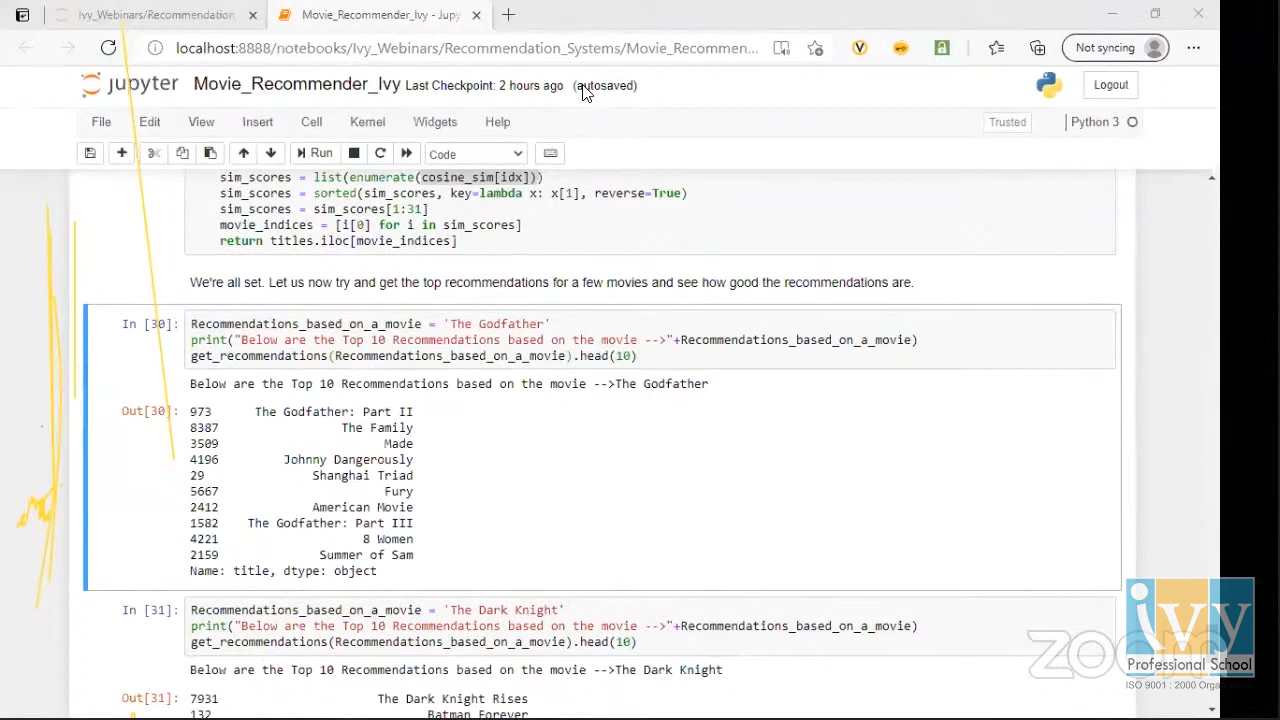 Ivy_Webinars/Recommendation
Movie_Recommender_Ivy - Jupy
localhost:8888/notebooks/Ivy_Webinars/Recommendation_Systems/Movie_Recommen...
Not syncing
jupyter Movie_Recommender_Ivy Last Checkpoint: 2 hours ago (autosaved)
Logout
File Edit View Insert Cell Kernel Widgets Help
Trusted
Python 3
Run
Code
sim_scores = list(enumerate(cosine_sim[idx]))
sim_scores = sorted(sim_scores, key=lambda x: x[1], reverse=True)
sim_scores = sim_scores[1:31]
movie_indices = [i[0] for i in sim_scores]
return titles.iloc[movie_indices]
We're all set. Let us now try and get the top recommendations for a few movies and see how good the recommendations are.
In [30]: Recommendations_based_on_a_movie = 'The Godfather'
print("Below are the Top 10 Recommendations based on the movie -->"+Recommendations_based_on_a_movie)
get_recommendations(Recommendations_based_on_a_movie).head(10)
Below are the Top 10 Recommendations based on the movie -->The Godfather
Out[30]: 973 The Godfather: Part II
8387 The Family
3509 Made
4196 Johnny Dangerously
29 Shanghai Triad
5667 Fury
2412 American Movie
1582 The Godfather: Part III
4221 8 Women
2159 Summer of Sam
Name: title, dtype: object
In [31]: Recommendations_based_on_a_movie = 'The Dark Knight'
print("Below are the Top 10 Recommendations based on the movie -->"+Recommendations_based_on_a_movie)
get_recommendations(Recommendations_based_on_a_movie).head(10)
Below are the Top 10 Recommendations based on the movie -->The Dark Knight
Out[31]: 7931 The Dark Knight Rises
132 Batman Forever
zoom
ivy
Professional School
ISO 9001 : 2000